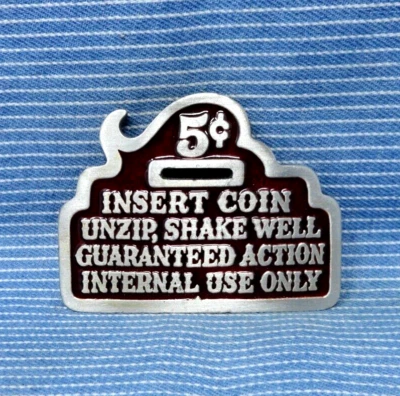 5¢
INSERT COIN
UNZIP, SHAKE WELL
GUARANTEED ACTION
INTERNAL USE ONLY